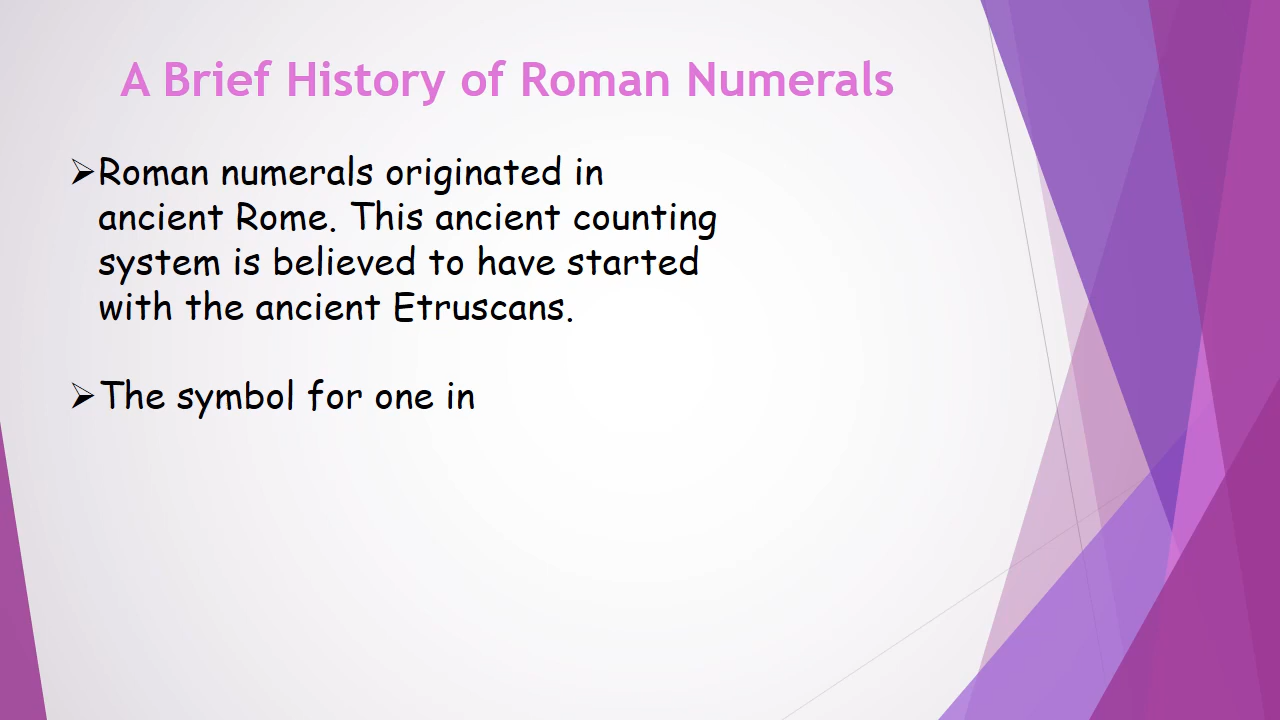 A Brief History of Roman Numerals
➢Roman numerals originated in
ancient Rome. This ancient counting
system is believed to have started
with the ancient Etruscans.
➢The symbol for one in